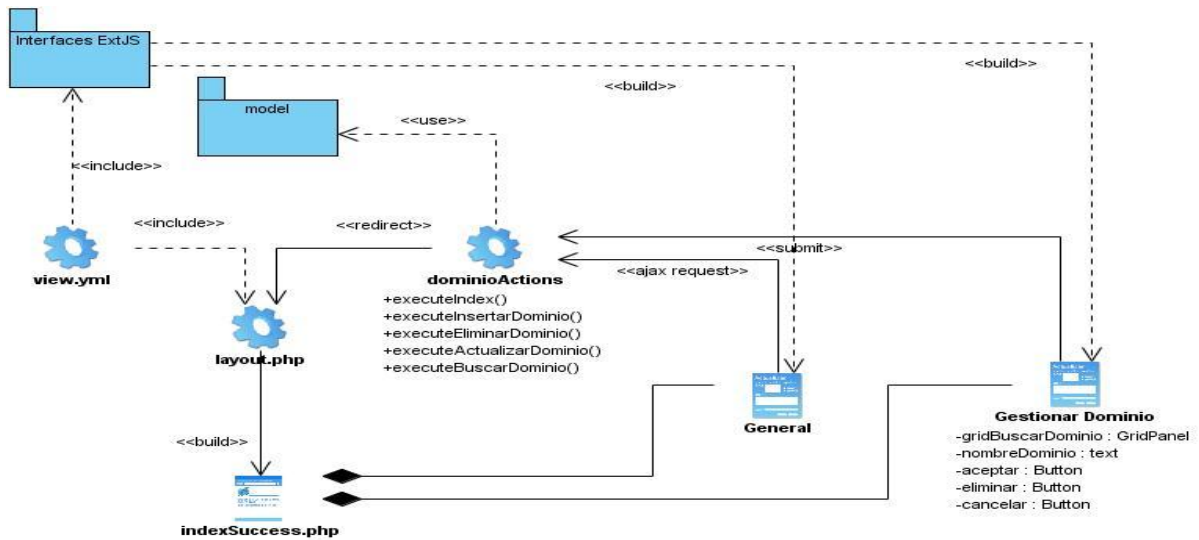 Interfaces ExtJS
<<build>>
<<build>>
model
<<use>>
<<include>>
<<include>>
<<redirect>>
<<submit>>
<<ajax request>>
view.yml
dominioActions
+executeIndex()
+executeInsertarDominio()
+executeEliminarDominio()
+executeActualizarDominio()
+executeBuscarDominio()
layout.php
General
Gestionar Dominio
-gridBuscarDominio : GridPanel
-nombreDominio : text
-aceptar : Button
-eliminar : Button
-cancelar : Button
<<build>>
indexSuccess.php